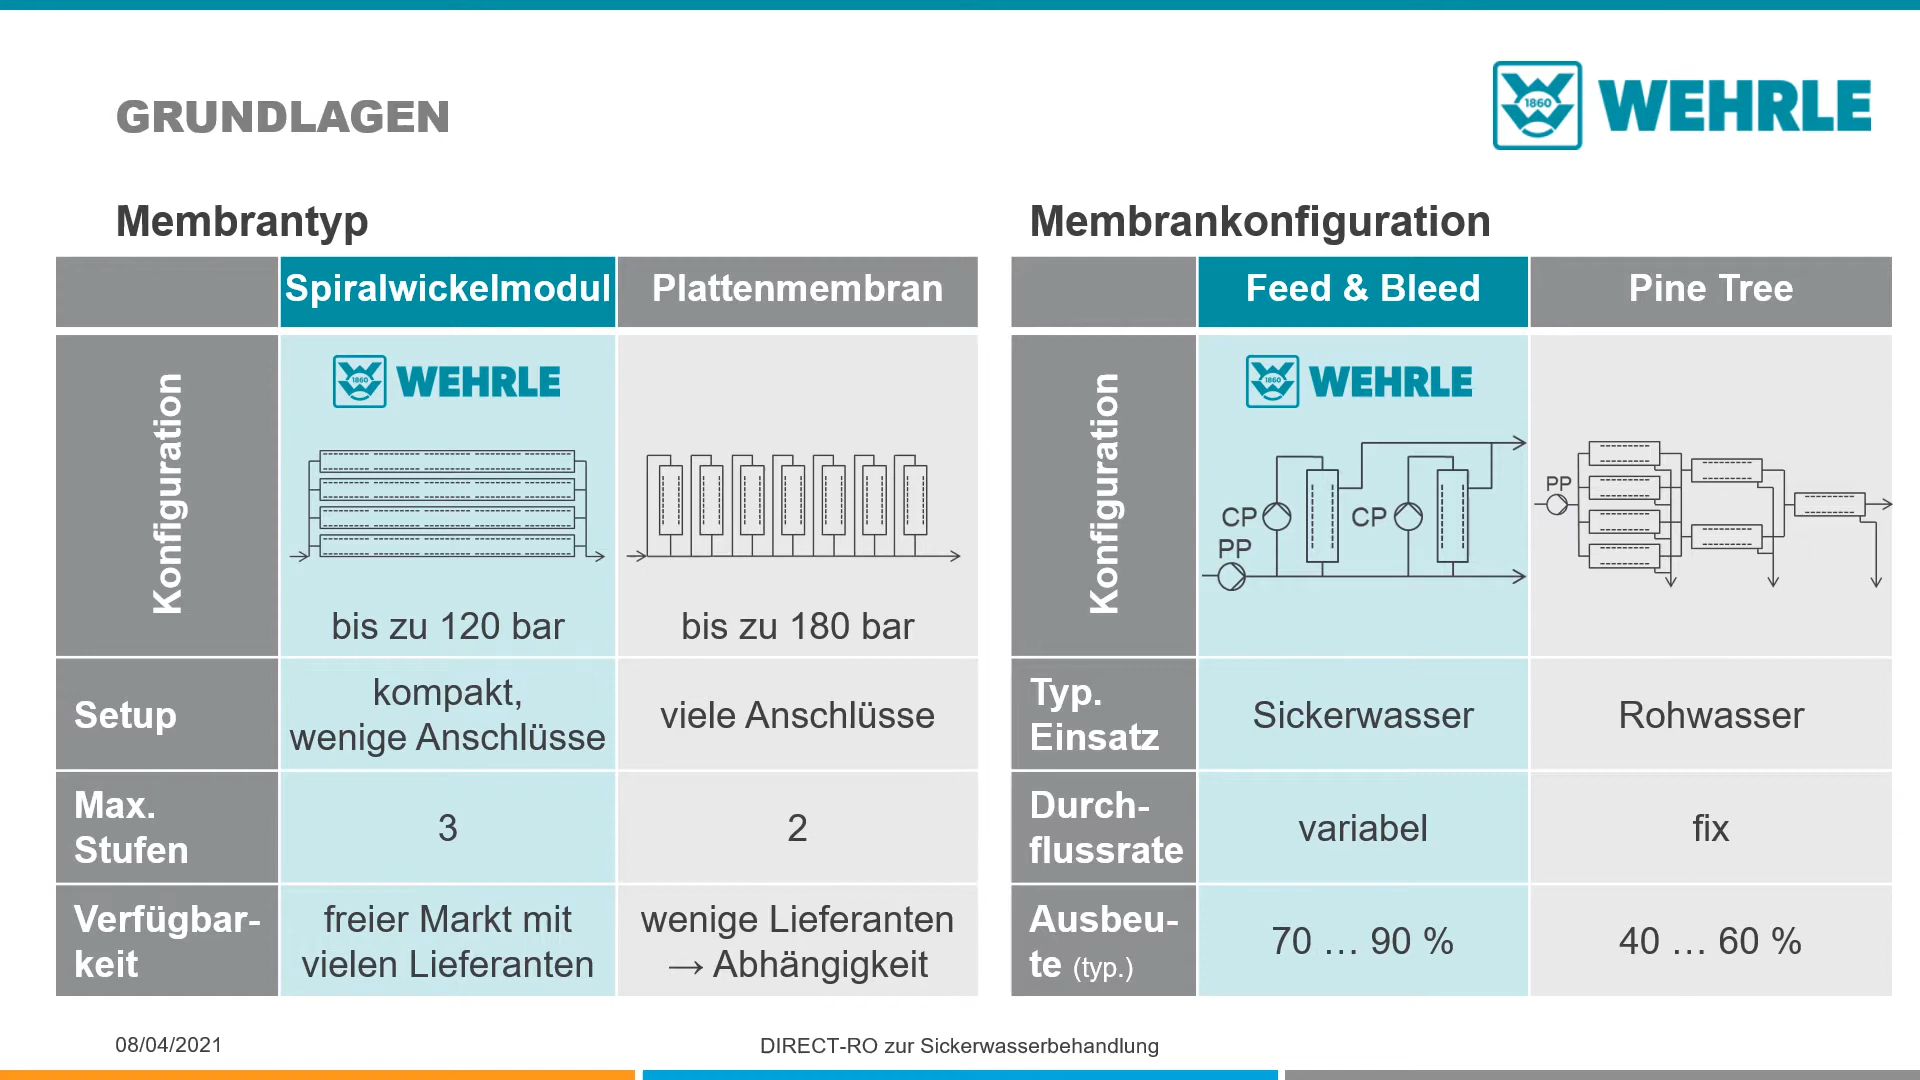 GRUNDLAGEN
1860
WEHRLE
Membrantyp
Spiralwickelmodul
Plattenmembran
Konfiguration
1860
WEHRLE
bis zu 120 bar
bis zu 180 bar
Setup
kompakt,
wenige Anschlüsse
viele Anschlüsse
Max.
Stufen
3
2
Verfügbar-
keit
freier Markt mit
vielen Lieferanten
wenige Lieferanten
→ Abhängigkeit
Membrankonfiguration
Feed & Bleed
Pine Tree
Konfiguration
1860
WEHRLE
CP
CP
PP
PP
Typ.
Einsatz
Sickerwasser
Rohwasser
Durch-
flussrate
variabel
fix
Ausbeu-
te (typ.)
70 … 90 %
40 … 60 %
08/04/2021
DIRECT-RO zur Sickerwasserbehandlung